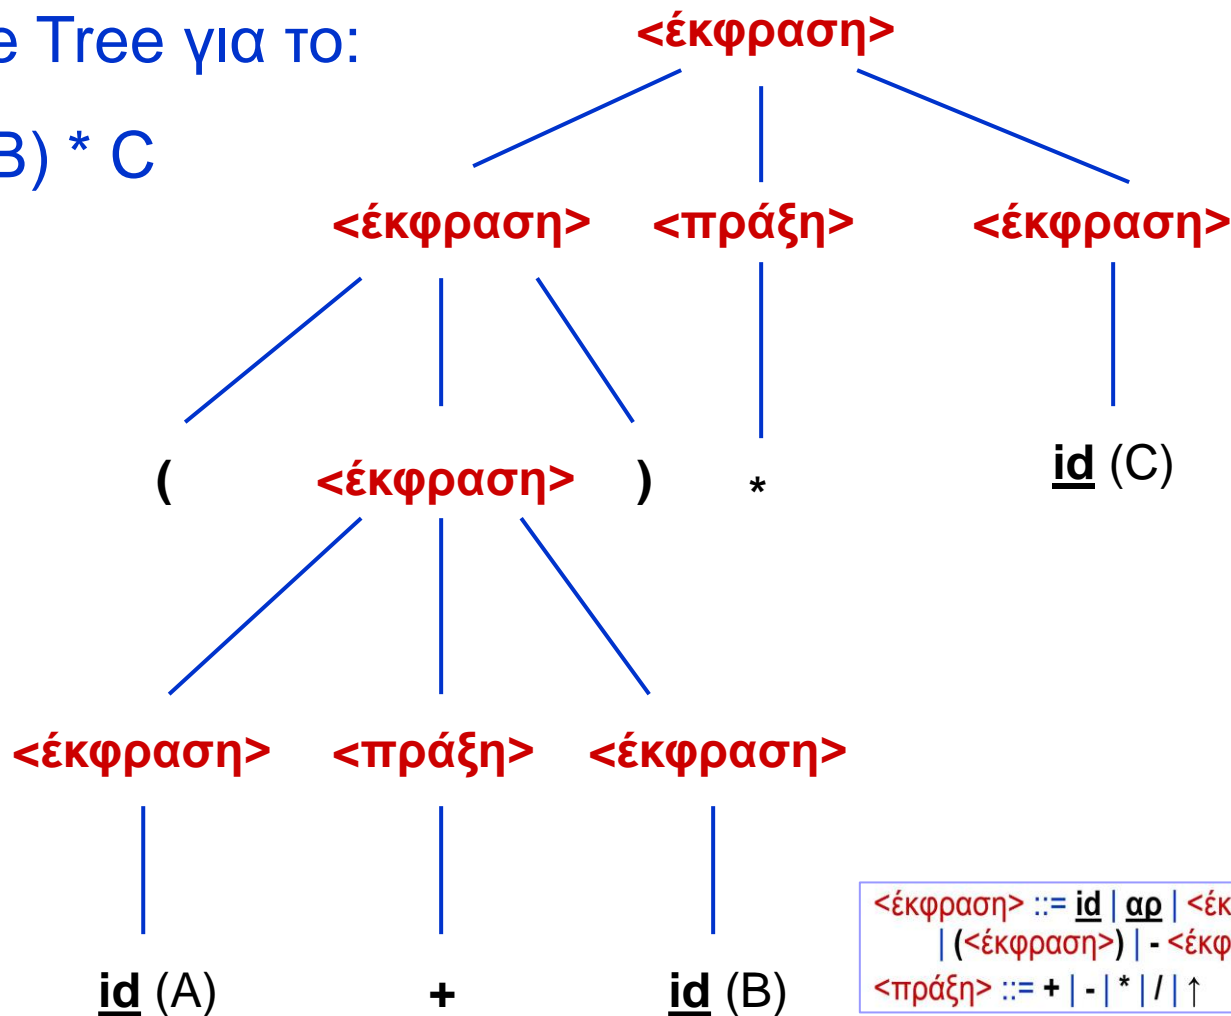 e Tree για το:
B) * C
<έκφραση>
<έκφραση> <πράξη> <έκφραση>
( <έκφραση> ) * id (C)
<έκφραση> <πράξη> <έκφραση>
id (A) + id (B)
<έκφραση> ::= id | αρ | <έκ
| (<έκφραση>) | - <έκφ
<πράξη> ::= + | - | * | / | ↑